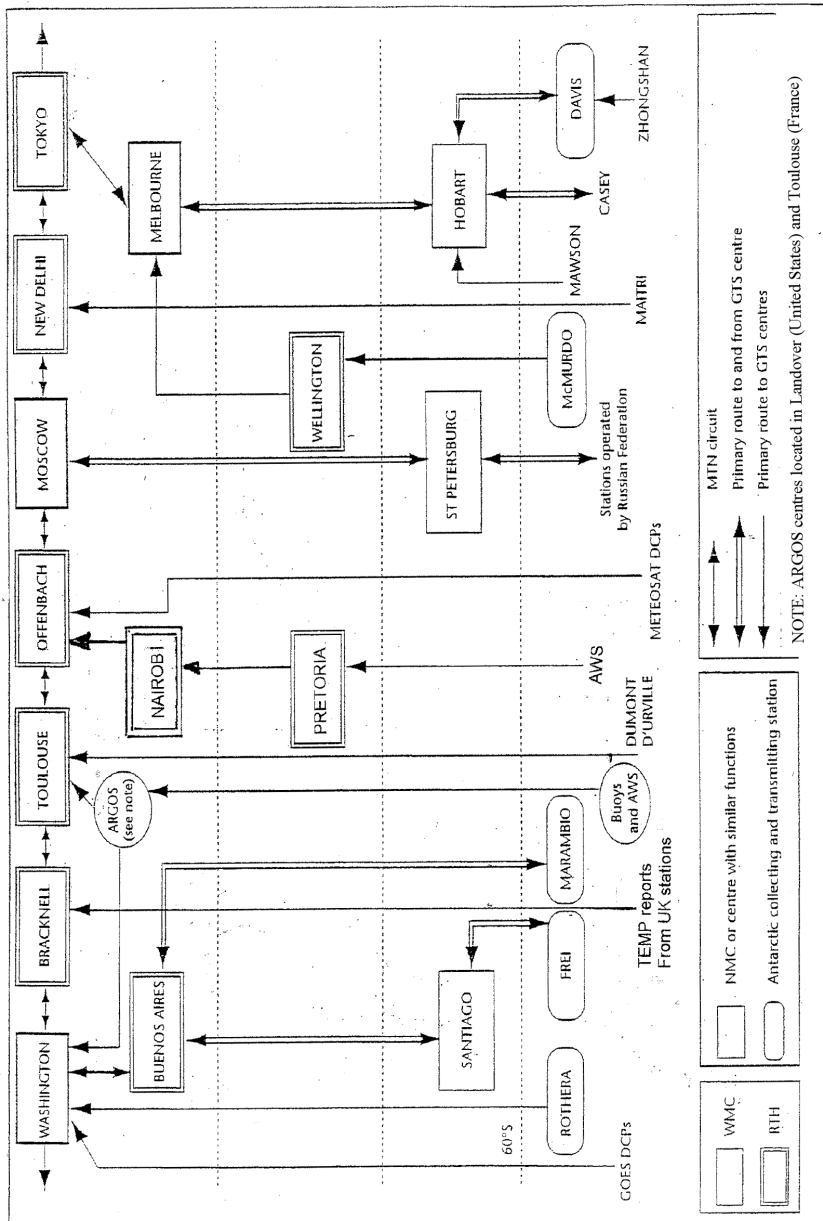 WASHINGTON
BRACKNELL
TOULOUSE
OFFENBACH
MOSCOW
NEW DELHI
TOKYO
BUENOS AIRES
ARGOS
(see note)
NAIROBI
MELBOURNE
PRETORIA
WELLINGTON
SANTIAGO
ST PETERSBURG
HOBART
60°S
ROTHERA
FREI
MARAMBIO
Buoys
and AWS
McMURDO
DAVIS
GOES DCPs
TEMP reports
From UK stations
DUMONT
D'URVILLE
AWS
METEOSAT DCPs
Stations operated
by Russian Federation
MAITRI
MAWSON
CASEY
ZHONGSHAN
WMC
RTH
NMC or centre with similar functions
Antarctic collecting and transmitting station
MTN circuit
Primary route to and from GTS centre
Primary route to GTS centres
NOTE: ARGOS centres located in Landover (United States) and Toulouse (France)